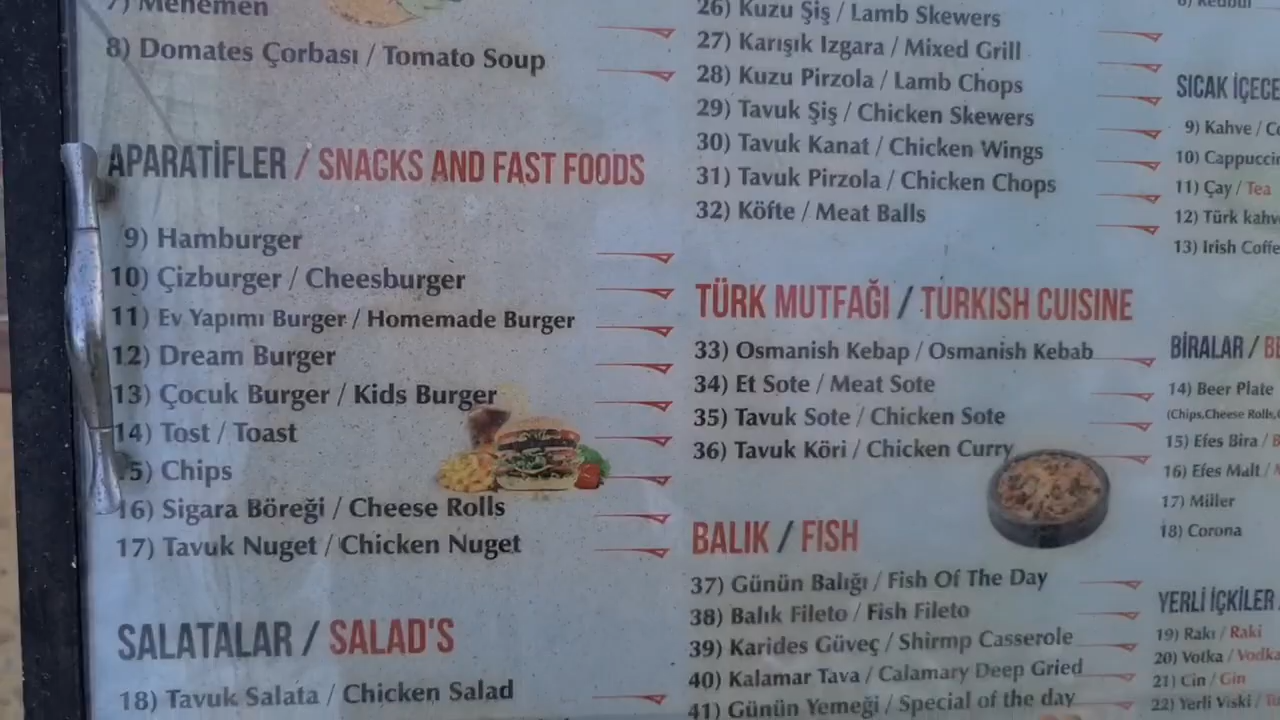 7) Menemen
8) Domates Çorbası / Tomato Soup
APARATİFLER / SNACKS AND FAST FOODS
9) Hamburger
10) Çizburger / Cheesburger
11) Ev Yapımı Burger / Homemade Burger
12) Dream Burger
13) Çocuk Burger / Kids Burger
14) Tost / Toast
5) Chips
16) Sigara Böreği / Cheese Rolls
17) Tavuk Nuget / Chicken Nuget
SALATALAR / SALAD'S
18) Tavuk Salata / Chicken Salad
26) Kuzu Şiş / Lamb Skewers
27) Karışık Izgara / Mixed Grill
28) Kuzu Pirzola / Lamb Chops
29) Tavuk Şiş / Chicken Skewers
30) Tavuk Kanat / Chicken Wings
31) Tavuk Pirzola / Chicken Chops
32) Köfte / Meat Balls
TÜRK MUTFAĞI / TURKISH CUISINE
33) Osmanish Kebap / Osmanish Kebab
34) Et Sote / Meat Sote
35) Tavuk Sote / Chicken Sote
36) Tavuk Köri / Chicken Curry
BALIK / FISH
37) Günün Balığı / Fish Of The Day
38) Balık Fileto / Fish Fileto
39) Karides Güveç / Shirmp Casserole
40) Kalamar Tava / Calamary Deep Gried
41) Günün Yemeği / Special of the day
SICAK İÇECE
9) Kahve / Co
10) Cappuccin
11) Çay / Tea
12) Türk kahv
13) Irish Coffe
BİRALAR / BE
14) Beer Plate
(Chips,Cheese Rolls,
15) Efes Bira / B
16) Efes Malt /
17) Miller
18) Corona
YERLİ İÇKİLER /
19) Rakı / Raki
20) Votka / Vodka
21) Cin / Gin
22) Yerli Viski /